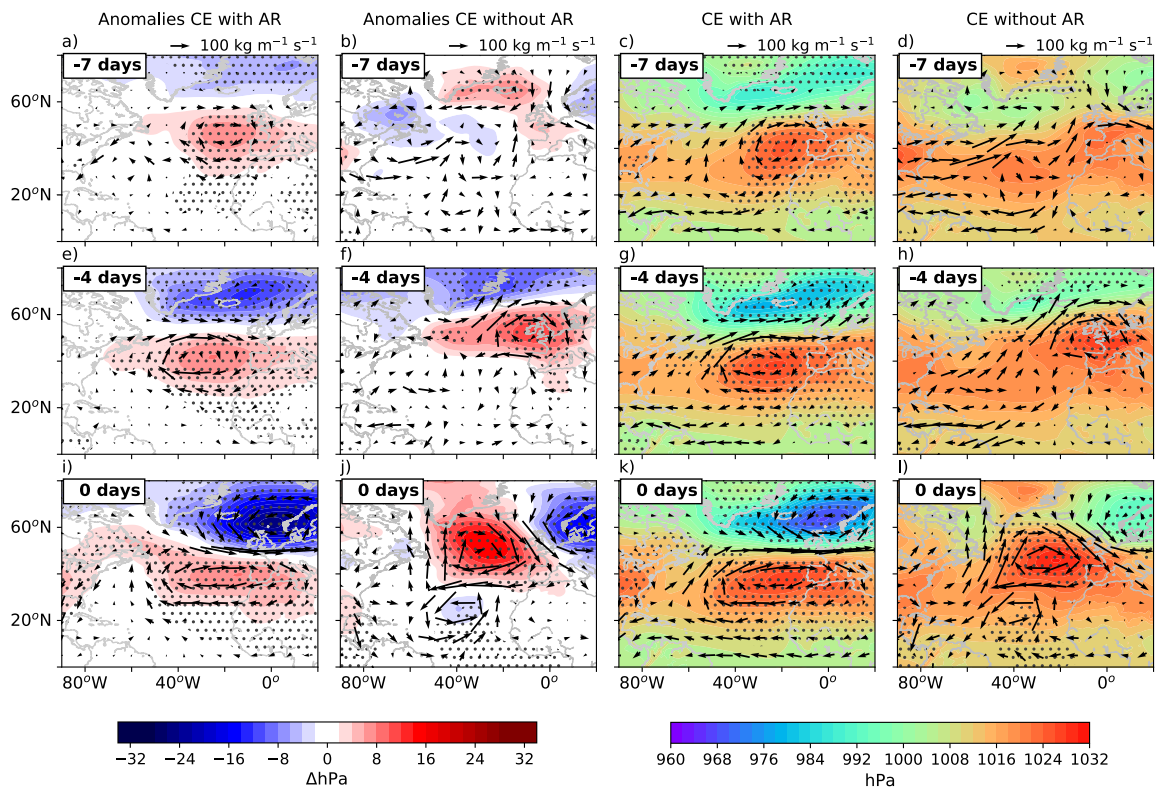 Anomalies CE with AR
Anomalies CE without AR
CE with AR
CE without AR
a)
100 kg m⁻¹ s⁻¹
b)
100 kg m⁻¹ s⁻¹
c)
100 kg m⁻¹ s⁻¹
d)
100 kg m⁻¹ s⁻¹
-7 days
-7 days
-7 days
-7 days
60°N
20°N
e)
f)
g)
h)
-4 days
-4 days
-4 days
-4 days
60°N
20°N
i)
j)
k)
l)
0 days
0 days
0 days
0 days
60°N
20°N
80°W 40°W 0°
80°W 40°W 0°
80°W 40°W 0°
80°W 40°W 0°
−32 −24 −16 −8 0 8 16 24 32
ΔhPa
960 968 976 984 992 1000 1008 1016 1024 1032
hPa